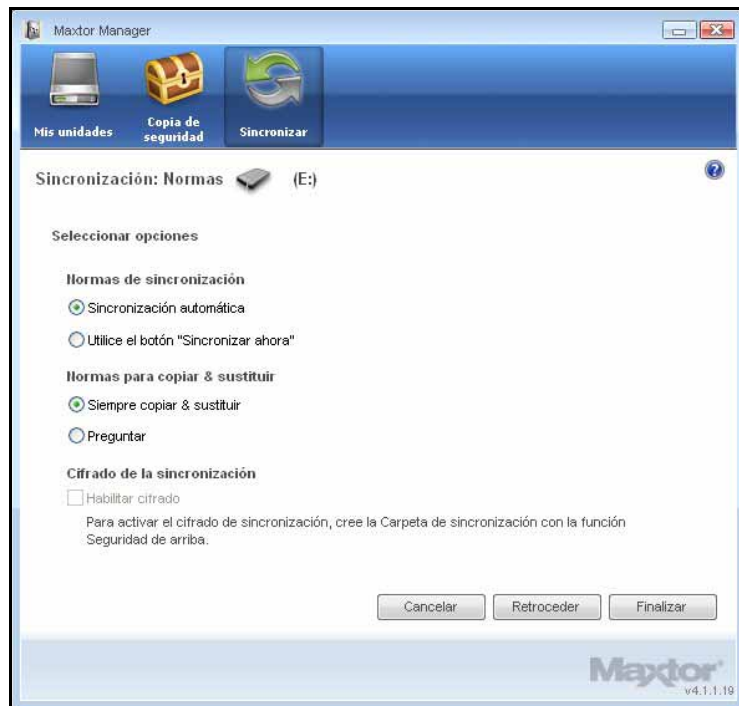 Maxtor Manager
Mis unidades
Copia de
seguridad
Sincronizar
Sincronización: Normas (E:)
Seleccionar opciones
Normas de sincronización
Sincronización automática
Utilice el botón "Sincronizar ahora"
Normas para copiar & sustituir
Siempre copiar & sustituir
Preguntar
Cifrado de la sincronización
Habilitar cifrado
Para activar el cifrado de sincronización, cree la Carpeta de sincronización con la función
Seguridad de arriba.
Cancelar Retroceder Finalizar
Maxtor
v4.1.1.19